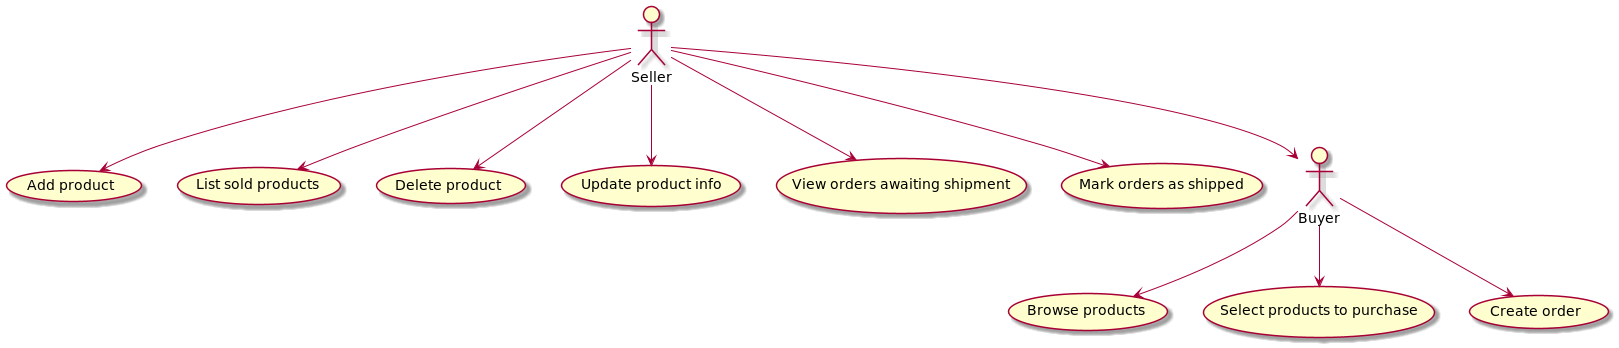 Seller
Add product
List sold products
Delete product
Update product info
View orders awaiting shipment
Mark orders as shipped
Buyer
Browse products
Select products to purchase
Create order